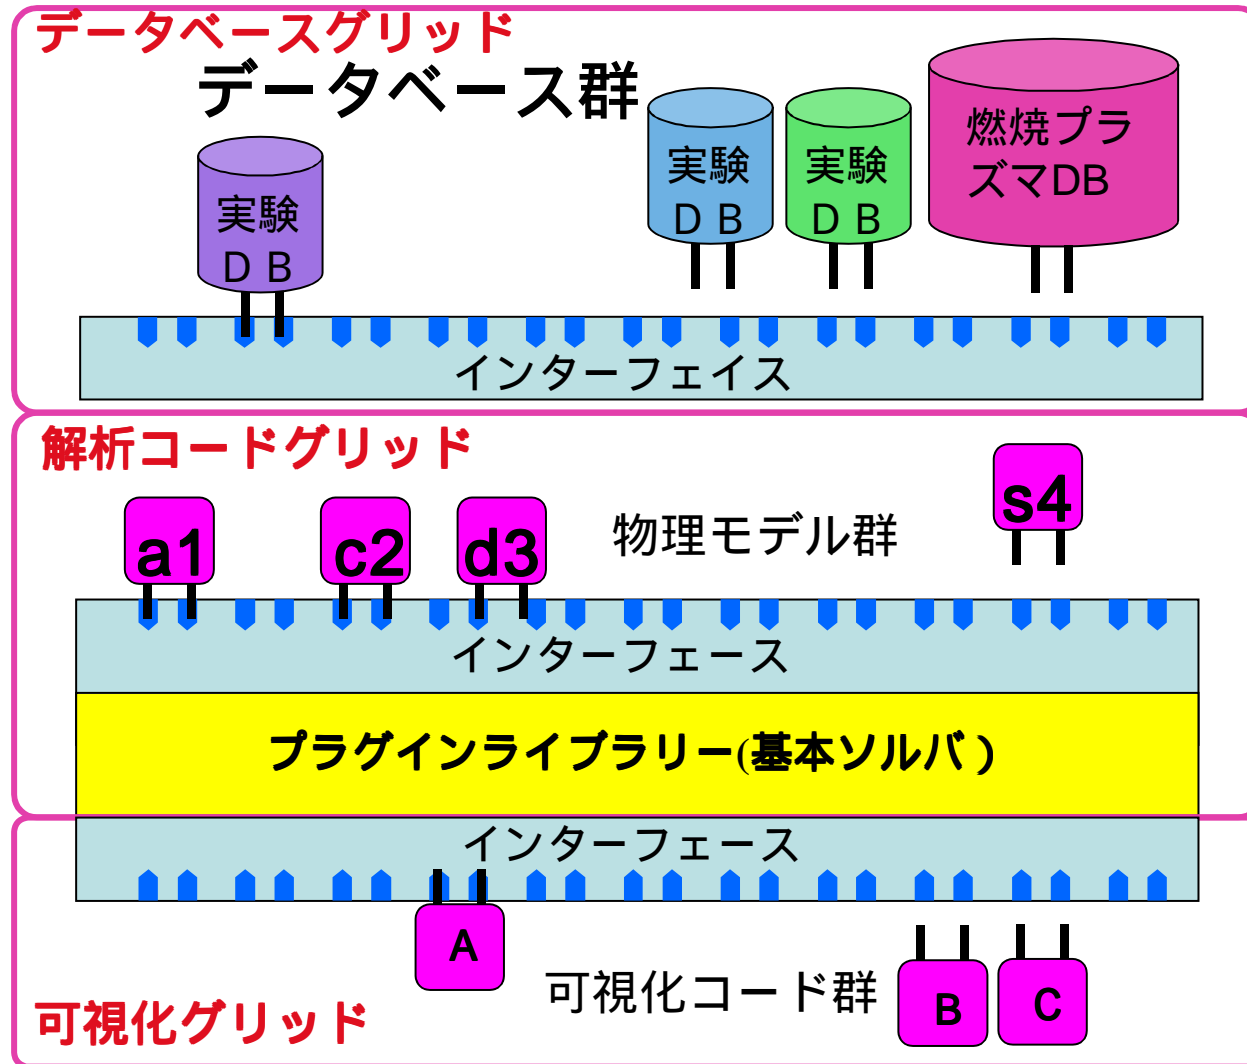 データベースグリッド
データベース群
実験
ＤＢ
実験
ＤＢ
実験
ＤＢ
燃焼プラ
ズマDB
インターフェイス
解析コードグリッド
a1
c2
d3
物理モデル群
s4
インターフェース
プラグインライブラリー(基本ソルバ）
インターフェース
A
可視化コード群
B
C
可視化グリッド